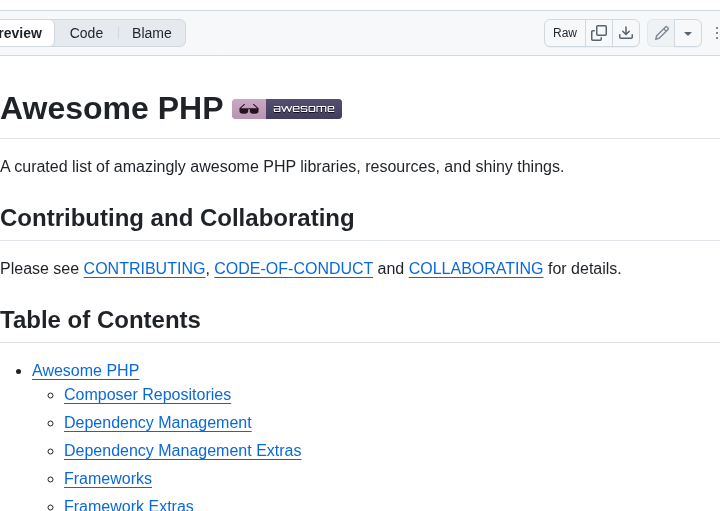 review Code Blame Raw
Awesome PHP awesome
A curated list of amazingly awesome PHP libraries, resources, and shiny things.
Contributing and Collaborating
Please see CONTRIBUTING, CODE-OF-CONDUCT and COLLABORATING for details.
Table of Contents
Awesome PHP
Composer Repositories
Dependency Management
Dependency Management Extras
Frameworks
Framework Extras